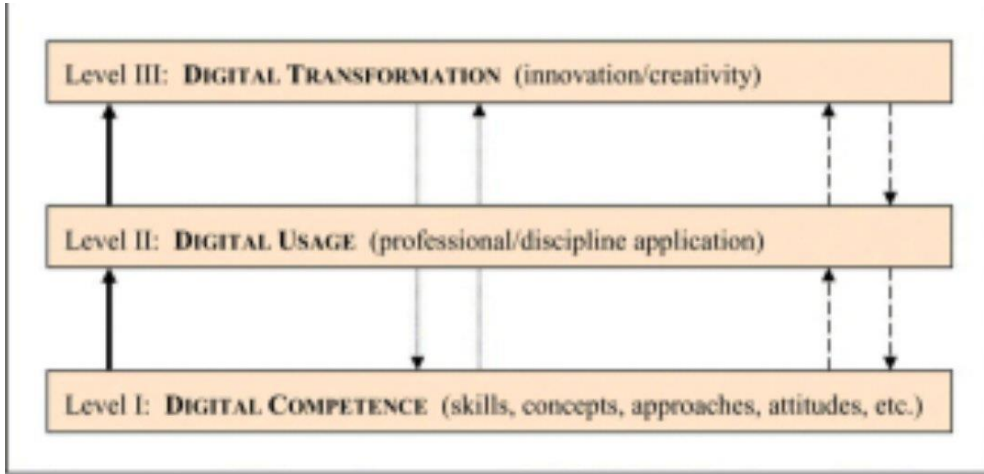 Level III: DIGITAL TRANSFORMATION (innovation/creativity)
Level II: DIGITAL USAGE (professional/discipline application)
Level I: DIGITAL COMPETENCE (skills, concepts, approaches, attitudes, etc.)